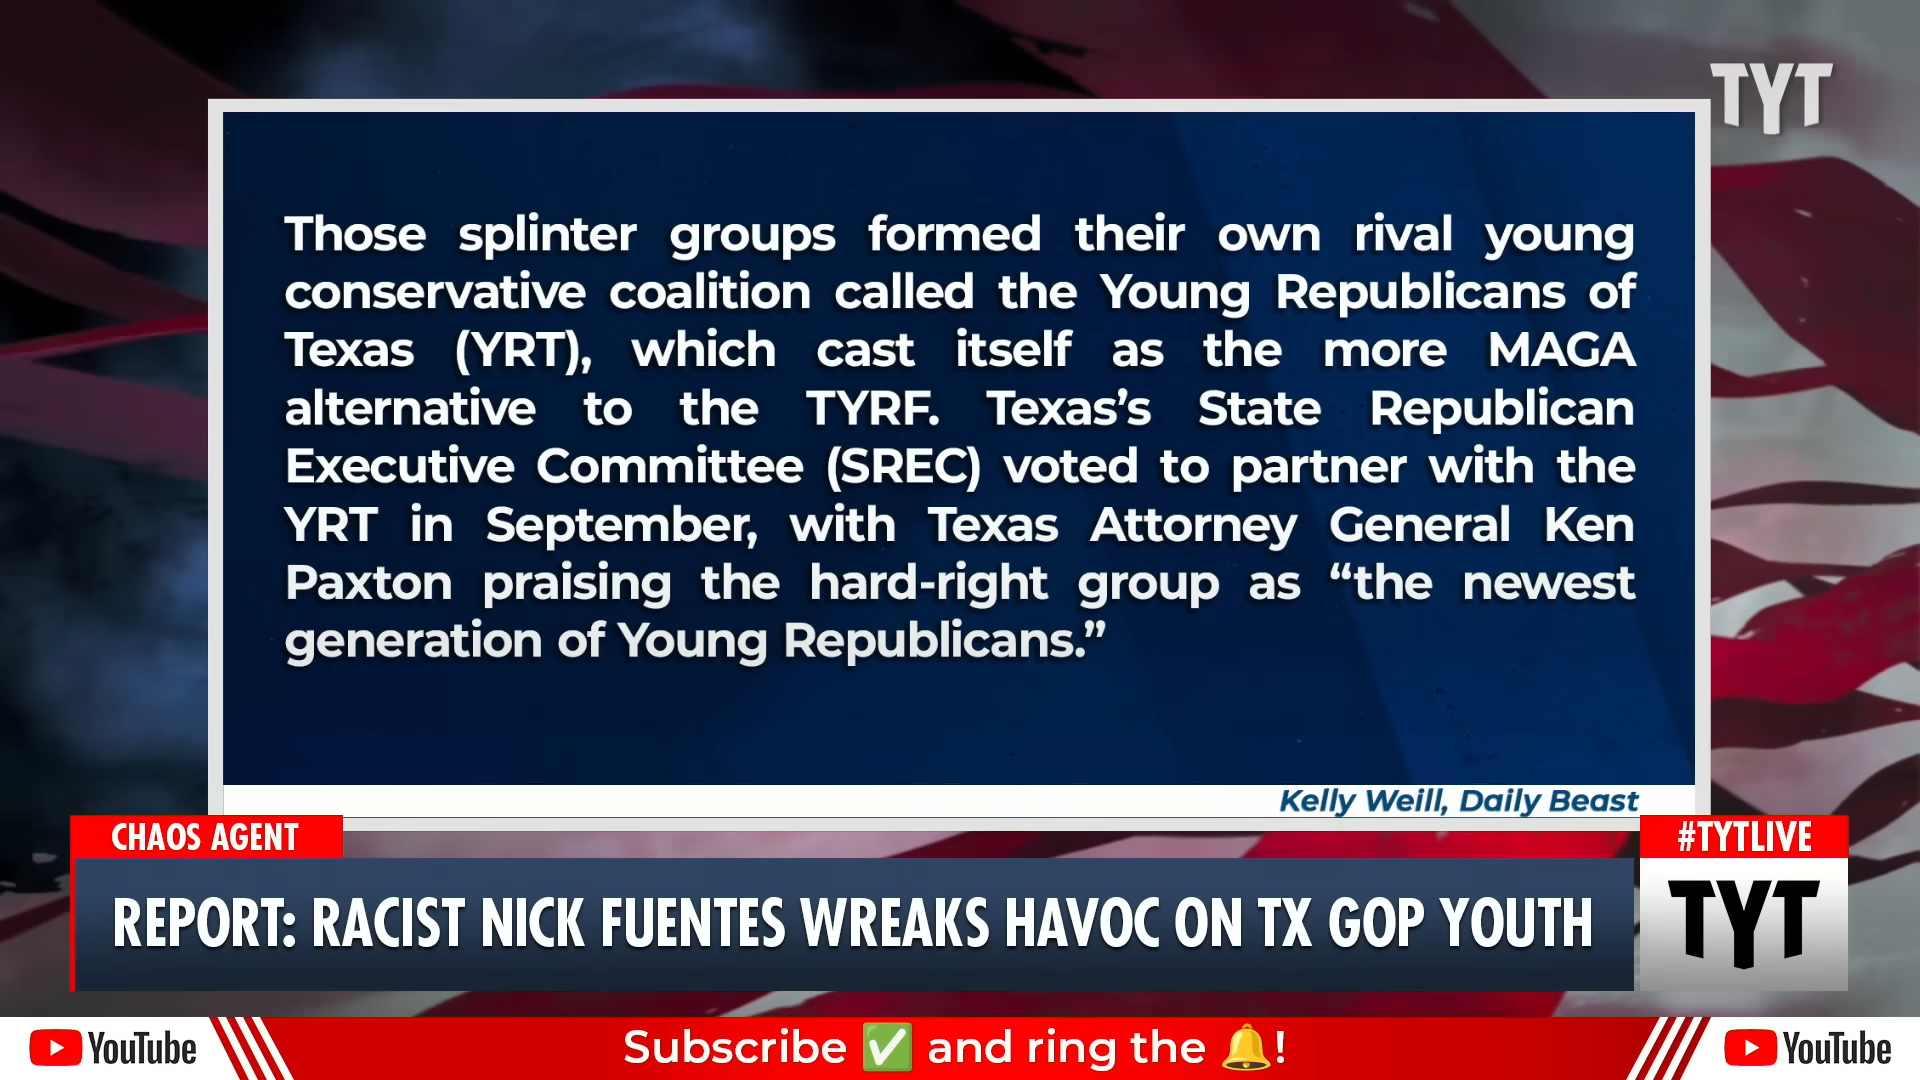 TYT
Those splinter groups formed their own rival young
conservative coalition called the Young Republicans of
Texas (YRT), which cast itself as the more MAGA
alternative to the TYRF. Texas’s State Republican
Executive Committee (SREC) voted to partner with the
YRT in September, with Texas Attorney General Ken
Paxton praising the hard-right group as “the newest
generation of Young Republicans.”
Kelly Weill, Daily Beast
CHAOS AGENT
#TYTLIVE
REPORT: RACIST NICK FUENTES WREAKS HAVOC ON TX GOP YOUTH
TYT
YouTube
Subscribe ✅ and ring the 🔔!
YouTube